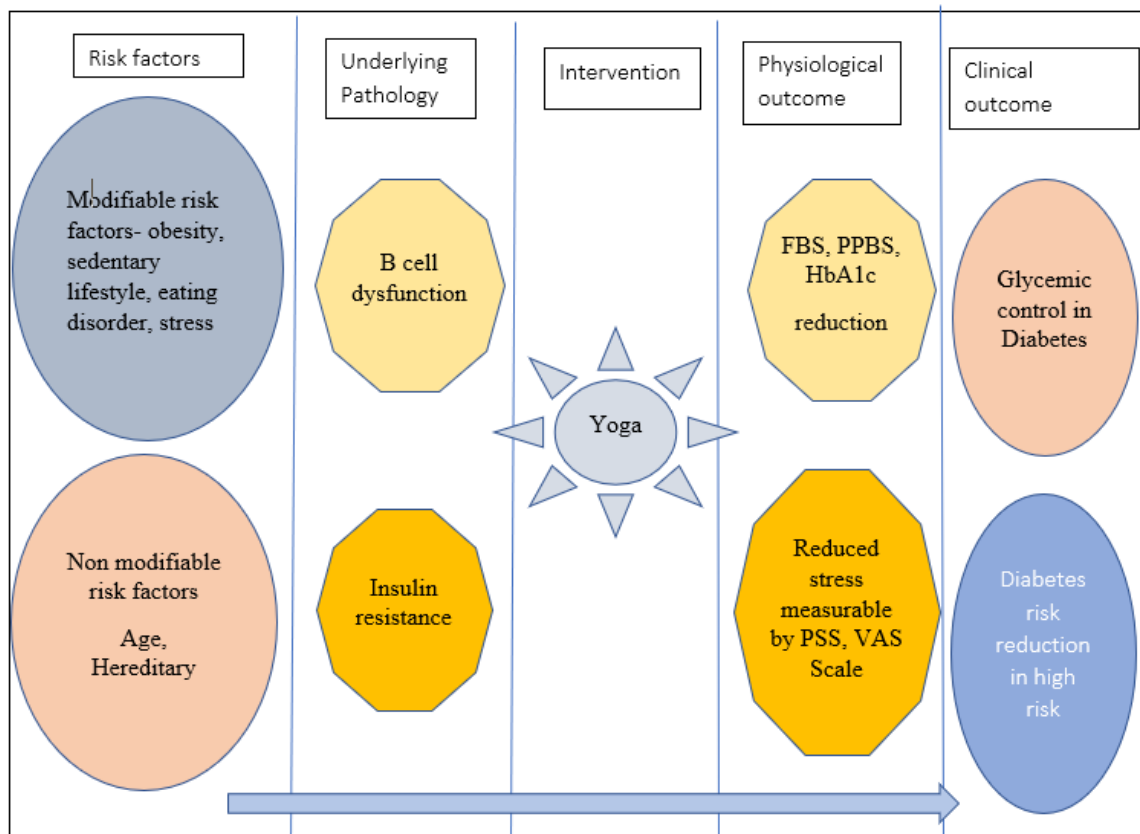 Risk factors
Underlying
Pathology
Intervention
Physiological
outcome
Clinical
outcome
Modifiable risk
factors- obesity,
sedentary
lifestyle, eating
disorder, stress
B cell
dysfunction
FBS, PPBS,
HbA1c
reduction
Glycemic
control in
Diabetes
Yoga
Non modifiable
risk factors
Age,
Hereditary
Insulin
resistance
Reduced
stress
measurable
by PSS, VAS
Scale
Diabetes
risk
reduction
in high
risk